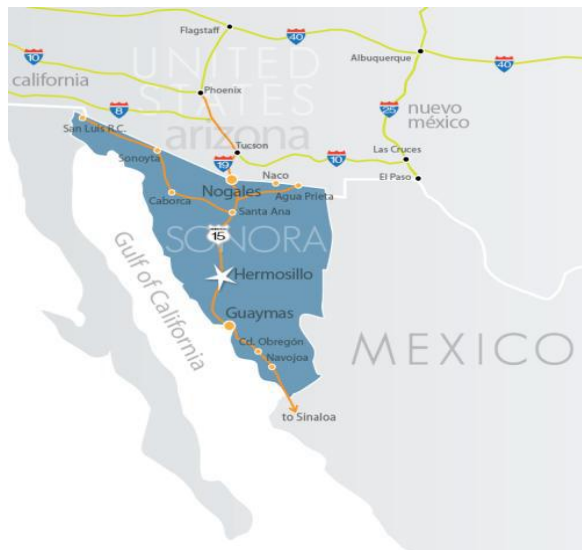 Flagstaff
40
Albuquerque
40
10
california
UNITED
STATES
Phoenix
8
arizona
25
nuevo
méxico
San Luis R.C.
Sonoyta
Tucson
19
10
Las Cruces
El Paso
Naco
Nogales
Agua Prieta
Caborca
Santa Ana
SONORA
15
Gulf of California
Hermosillo
Guaymas
Cd. Obregón
Navojoa
MEXICO
to Sinaloa